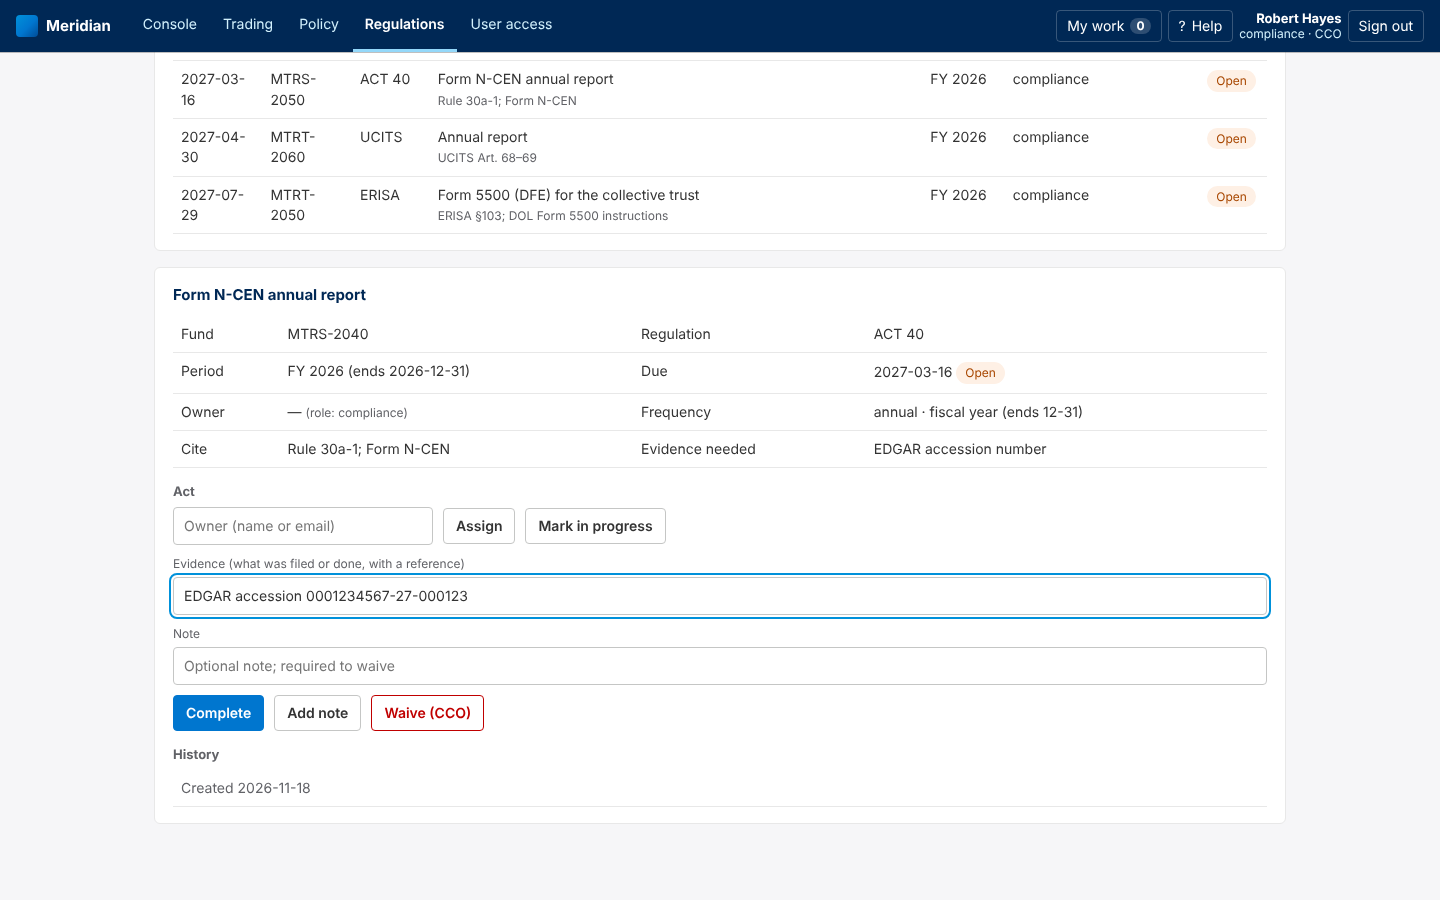 Meridian Console Trading Policy Regulations User access My work 0 ? Help Robert Hayes compliance · CCO Sign out
2027-03-16 MTRS-2050 ACT 40 Form N-CEN annual report FY 2026 compliance Open
Rule 30a-1; Form N-CEN
2027-04-30 MTRT-2060 UCITS Annual report FY 2026 compliance Open
UCITS Art. 68–69
2027-07-29 MTRT-2050 ERISA Form 5500 (DFE) for the collective trust FY 2026 compliance Open
ERISA §103; DOL Form 5500 instructions
Form N-CEN annual report
Fund MTRS-2040 Regulation ACT 40
Period FY 2026 (ends 2026-12-31) Due 2027-03-16 Open
Owner — (role: compliance) Frequency annual · fiscal year (ends 12-31)
Cite Rule 30a-1; Form N-CEN Evidence needed EDGAR accession number
Act
Owner (name or email) Assign Mark in progress
Evidence (what was filed or done, with a reference)
EDGAR accession 0001234567-27-000123
Note
Optional note; required to waive
Complete Add note Waive (CCO)
History
Created 2026-11-18